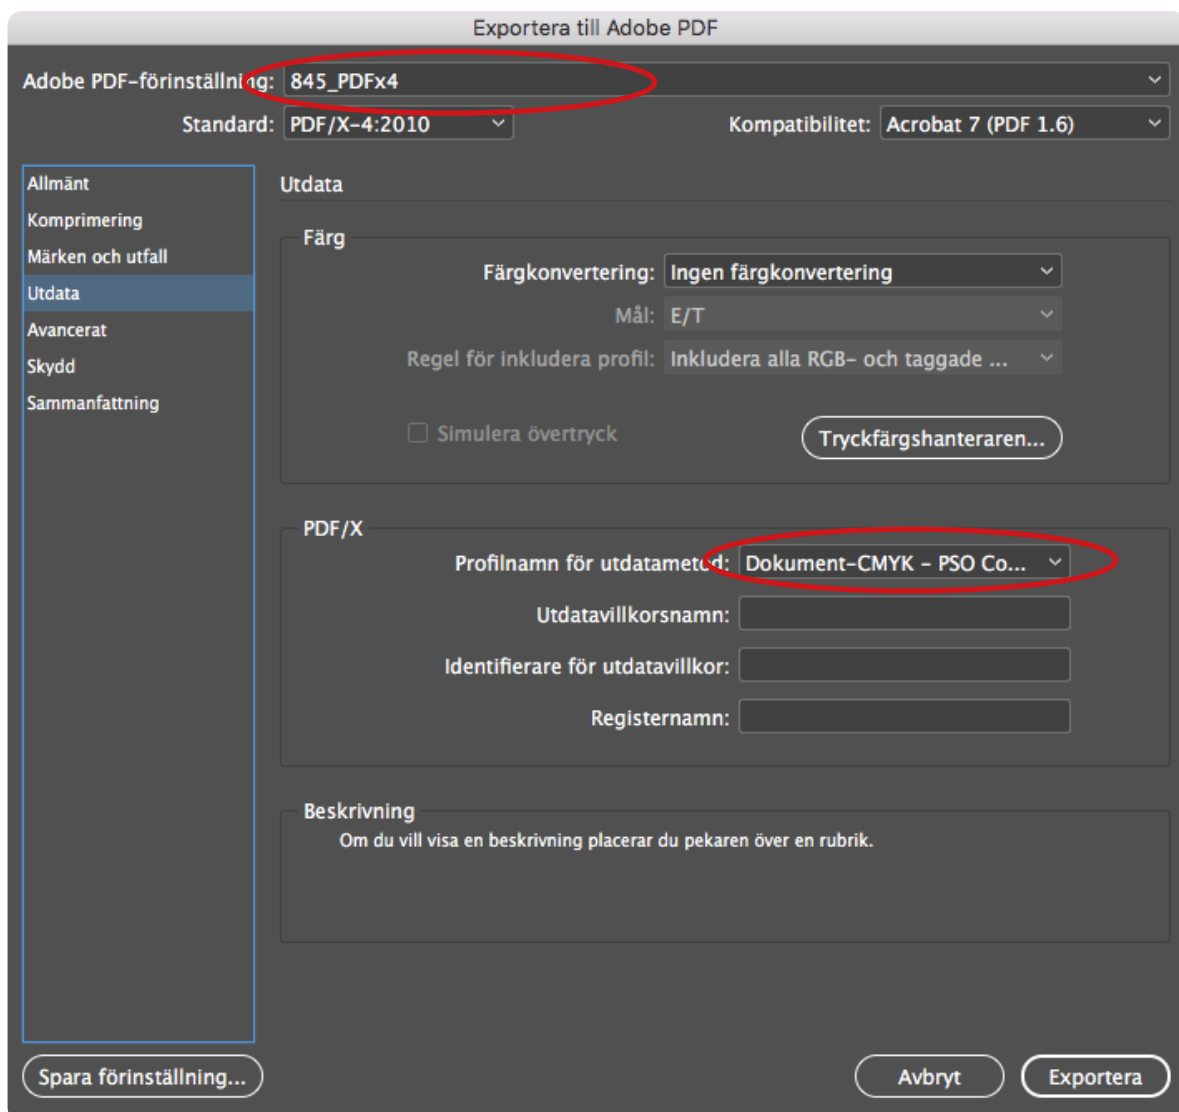 Exportera till Adobe PDF
Adobe PDF-förinställning: 845_PDFx4
Standard: PDF/X-4:2010 Kompatibilitet: Acrobat 7 (PDF 1.6)
Allmänt
Komprimering
Märken och utfall
Utdata
Avancerat
Skydd
Sammanfattning
Utdata
Färg
Färgkonvertering: Ingen färgkonvertering
Mål: E/T
Regel för inkludera profil: Inkludera alla RGB- och taggade ...
Simulera övertryck Tryckfärgshanteraren...
PDF/X
Profilnamn för utdatametod: Dokument-CMYK - PSO Co...
Utdatavillkorsnamn:
Identifierare för utdatavillkor:
Registernamn:
Beskrivning
Om du vill visa en beskrivning placerar du pekaren över en rubrik.
Spara förinställning... Avbryt Exportera